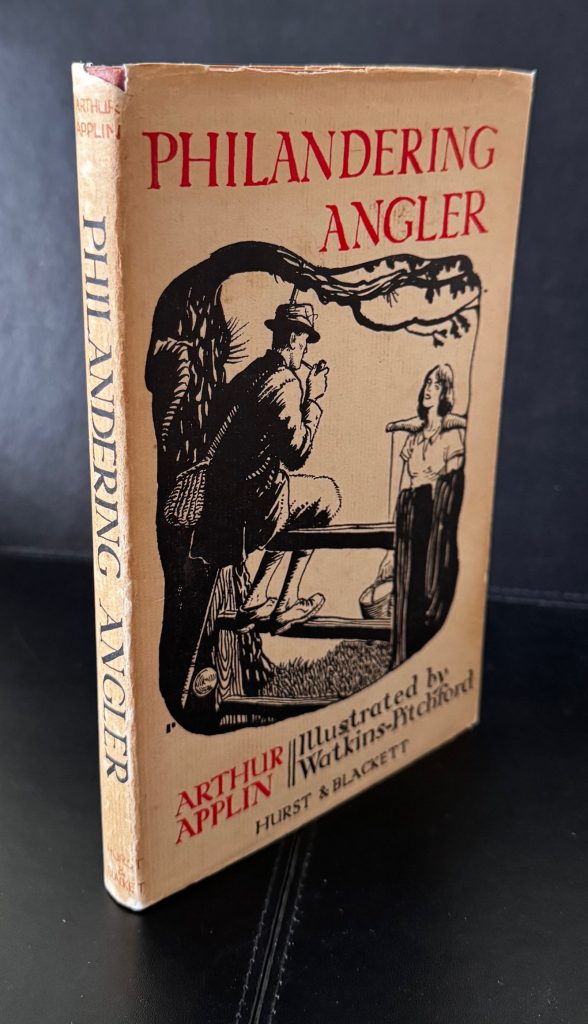 ARTHUR
APPLIN
PHILANDERING ANGLER
HURST
&
BLACKETT
PHILANDERING
ANGLER
ARTHUR
APPLIN
Illustrated by
Watkins-Pitchford
HURST & BLACKETT